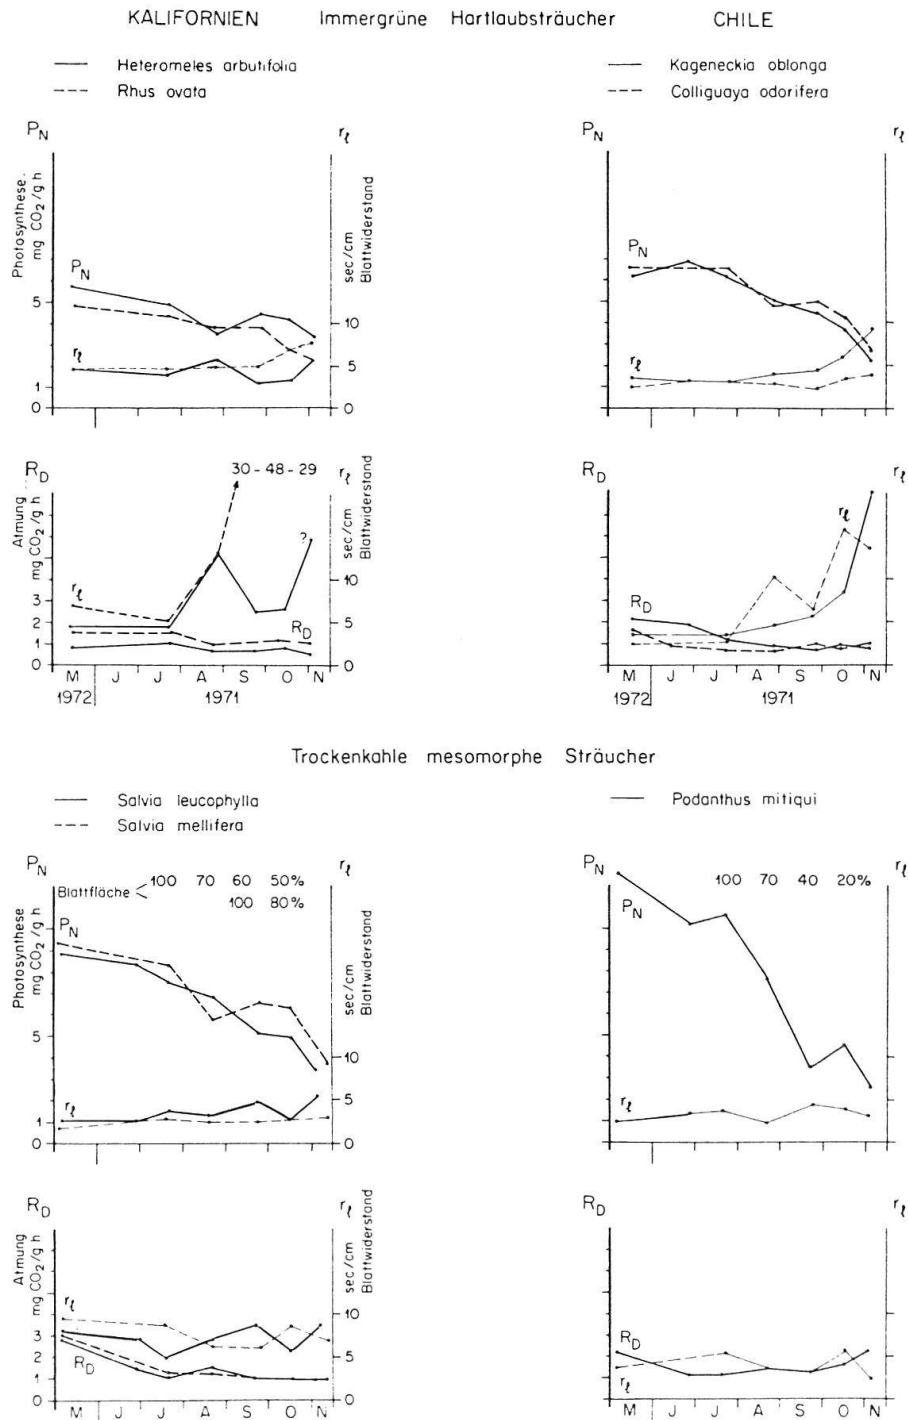 KALIFORNIEN Immergrüne Hartlaubsträucher CHILE
Heteromeles arbutifolia
Rhus ovata
Kageneckia oblonga
Colliguaya odorifera
P_N r_ℓ
Photosynthese
mg CO2/g h
P_N
r_ℓ
5
1
0
10
5
0
sec/cm
Blattwiderstand
P_N r_ℓ
P_N
r_ℓ
R_D 30-48-29 r_ℓ
Atmung
mg CO2/g h
r_ℓ
?
R_D
3
2
1
0
10
5
0
sec/cm
Blattwiderstand
M J J A S O N
1972 1971
R_D r_ℓ
r_ℓ
R_D
M J J A S O N
1972 1971
Trockenkahle mesomorphe Sträucher
Salvia leucophylla
Salvia mellifera
Podanthus mitiqui
P_N r_ℓ
Blattfläche < 100 70 60 50%
100 80%
Photosynthese
mg CO2/g h
P_N
r_ℓ
5
1
0
10
5
0
sec/cm
Blattwiderstand
P_N r_ℓ
100 70 40 20%
P_N
r_ℓ
R_D r_ℓ
Atmung
mg CO2/g h
r_ℓ
R_D
3
2
1
0
10
5
0
sec/cm
Blattwiderstand
M J J A S O N
R_D r_ℓ
R_D
r_ℓ
M J J A S O N